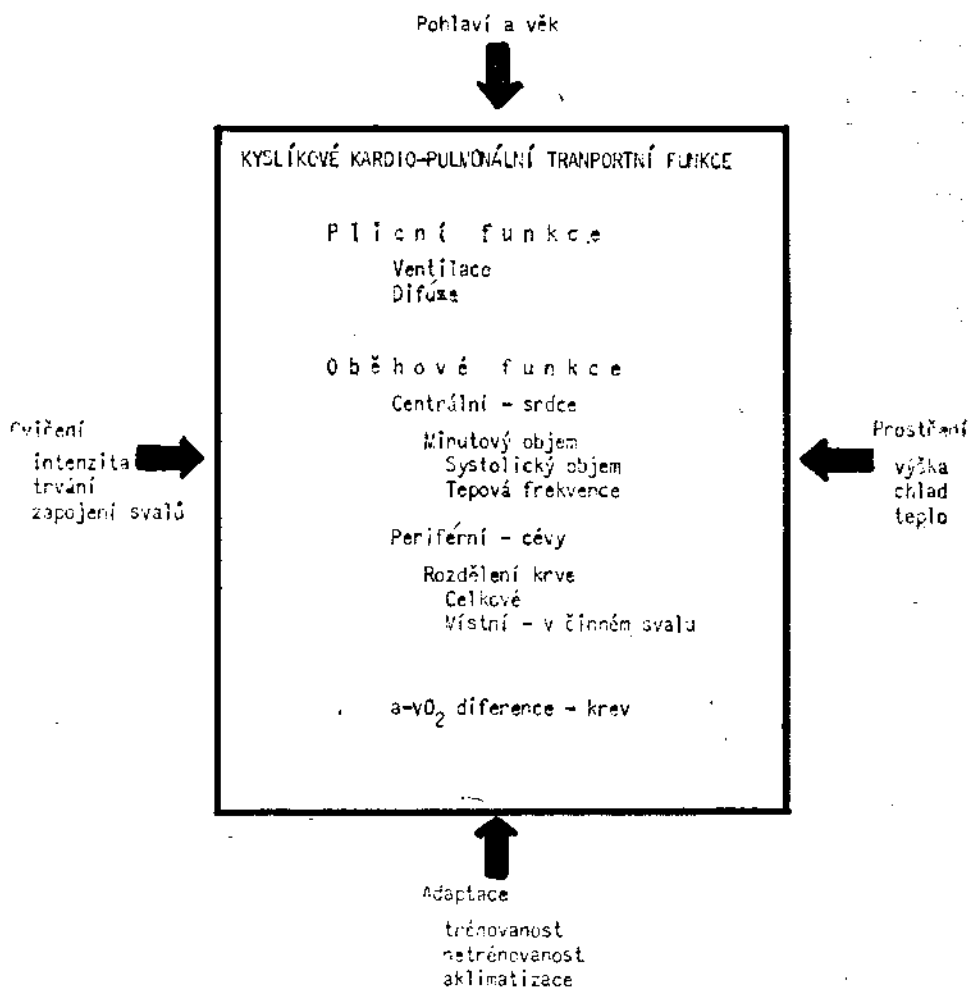 Pohlaví a věk
KYSLÍKOVÉ KARDIO-PULMONÁLNÍ TRANPORTNÍ FUNKCE
Plicní funkce
Ventilace
Difúze
Oběhové funkce
Centrální - srdce
Minutový objem
Systolický objem
Tepová frekvence
Periférní - cévy
Rozdělení krve
Celkové
Místní - v činném svalu
a-vO2 diference - krev
Cvičení
intenzita
trvání
zapojení svalů
Prostředí
výška
chlad
teplo
Adaptace
trénovanost
netrénovanost
aklimatizace